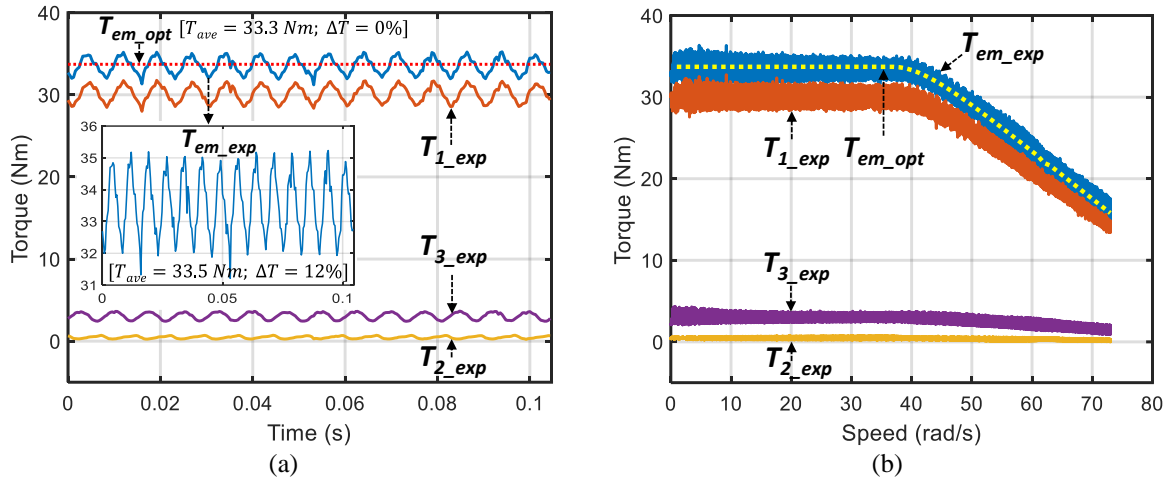 (a)
T_em_opt [T_ave = 33.3 Nm; ΔT = 0%]
40
30
20
10
0
Torque (Nm)
36
35
34
33
32
31
T_em_exp
[T_ave = 33.5 Nm; ΔT = 12%]
0 0.05 0.1
T_1_exp
T_3_exp
T_2_exp
0 0.02 0.04 0.06 0.08 0.1
Time (s)
(a)
40
30
20
10
0
Torque (Nm)
T_em_exp
T_1_exp
T_em_opt
T_3_exp
T_2_exp
0 10 20 30 40 50 60 70 80
Speed (rad/s)
(b)